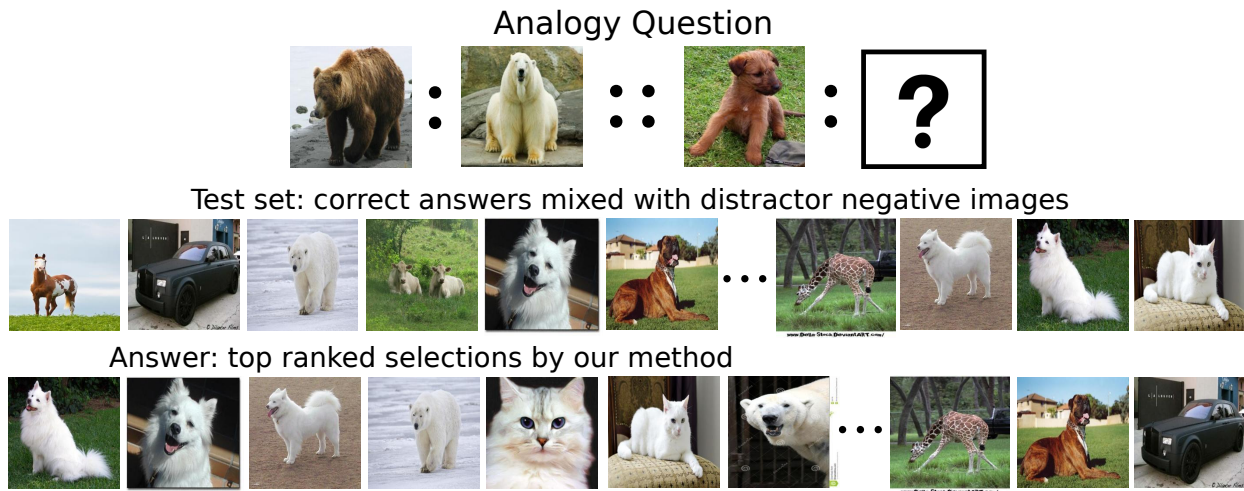 Analogy Question
?
Test set: correct answers mixed with distractor negative images
Answer: top ranked selections by our method